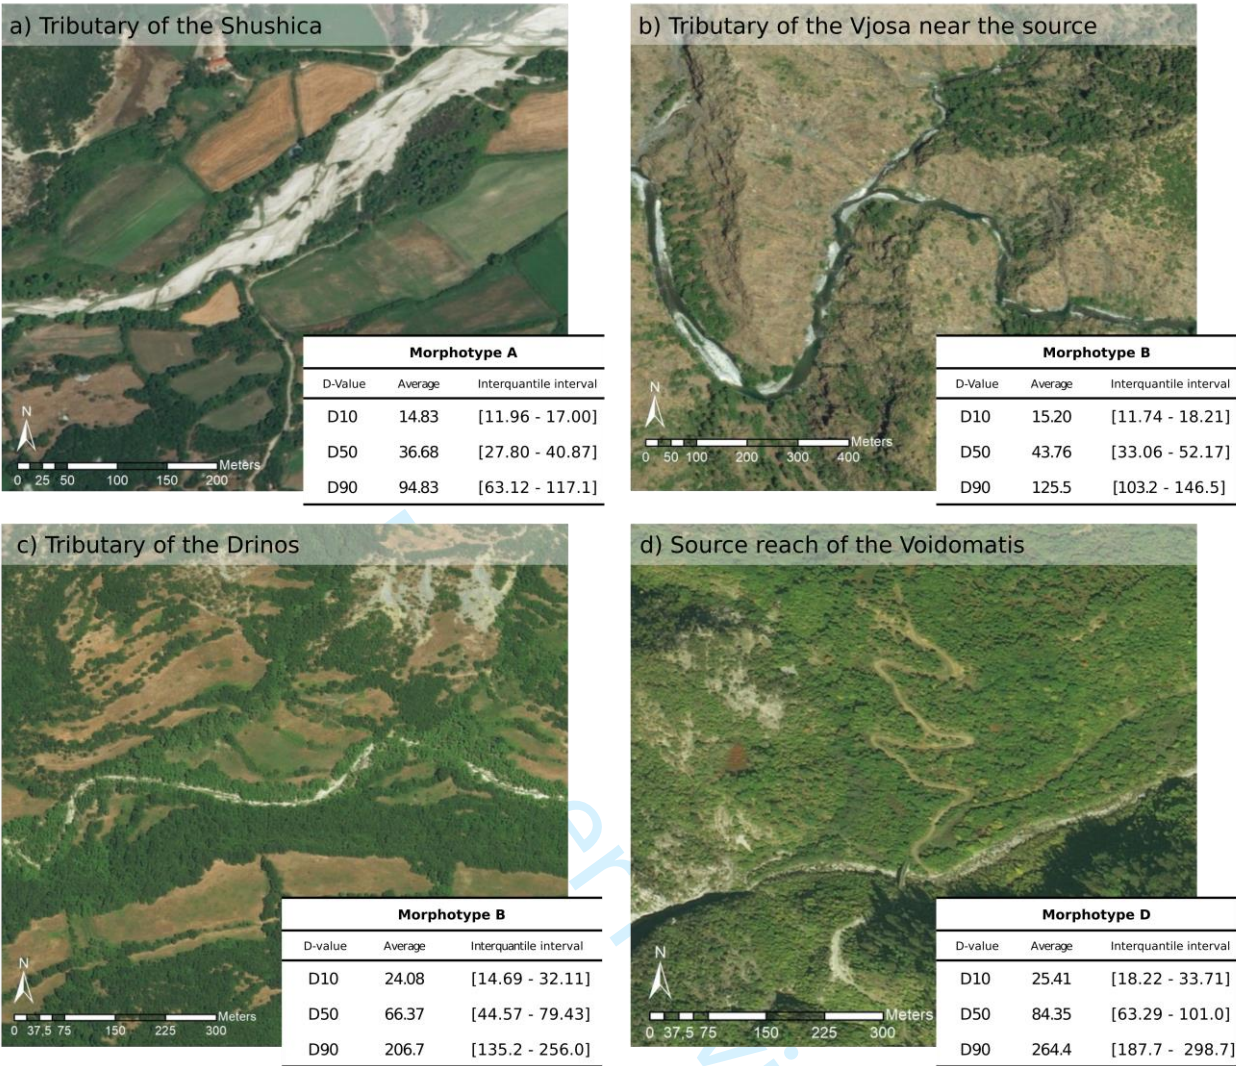 a) Tributary of the Shushica
N
Meters
0 25 50 100 150 200
Morphotype A
D-Value Average Interquantile interval
D10 14.83 [11.96 - 17.00]
D50 36.68 [27.80 - 40.87]
D90 94.83 [63.12 - 117.1]
b) Tributary of the Vjosa near the source
N
Meters
0 50 100 200 300 400
Morphotype B
D-Value Average Interquantile interval
D10 15.20 [11.74 - 18.21]
D50 43.76 [33.06 - 52.17]
D90 125.5 [103.2 - 146.5]
c) Tributary of the Drinos
N
Meters
0 37,5 75 150 225 300
Morphotype B
D-value Average Interquantile interval
D10 24.08 [14.69 - 32.11]
D50 66.37 [44.57 - 79.43]
D90 206.7 [135.2 - 256.0]
d) Source reach of the Voidomatis
N
Meters
0 37,5 75 150 225 300
Morphotype D
D-value Average Interquantile interval
D10 25.41 [18.22 - 33.71]
D50 84.35 [63.29 - 101.0]
D90 264.4 [187.7 - 298.7]